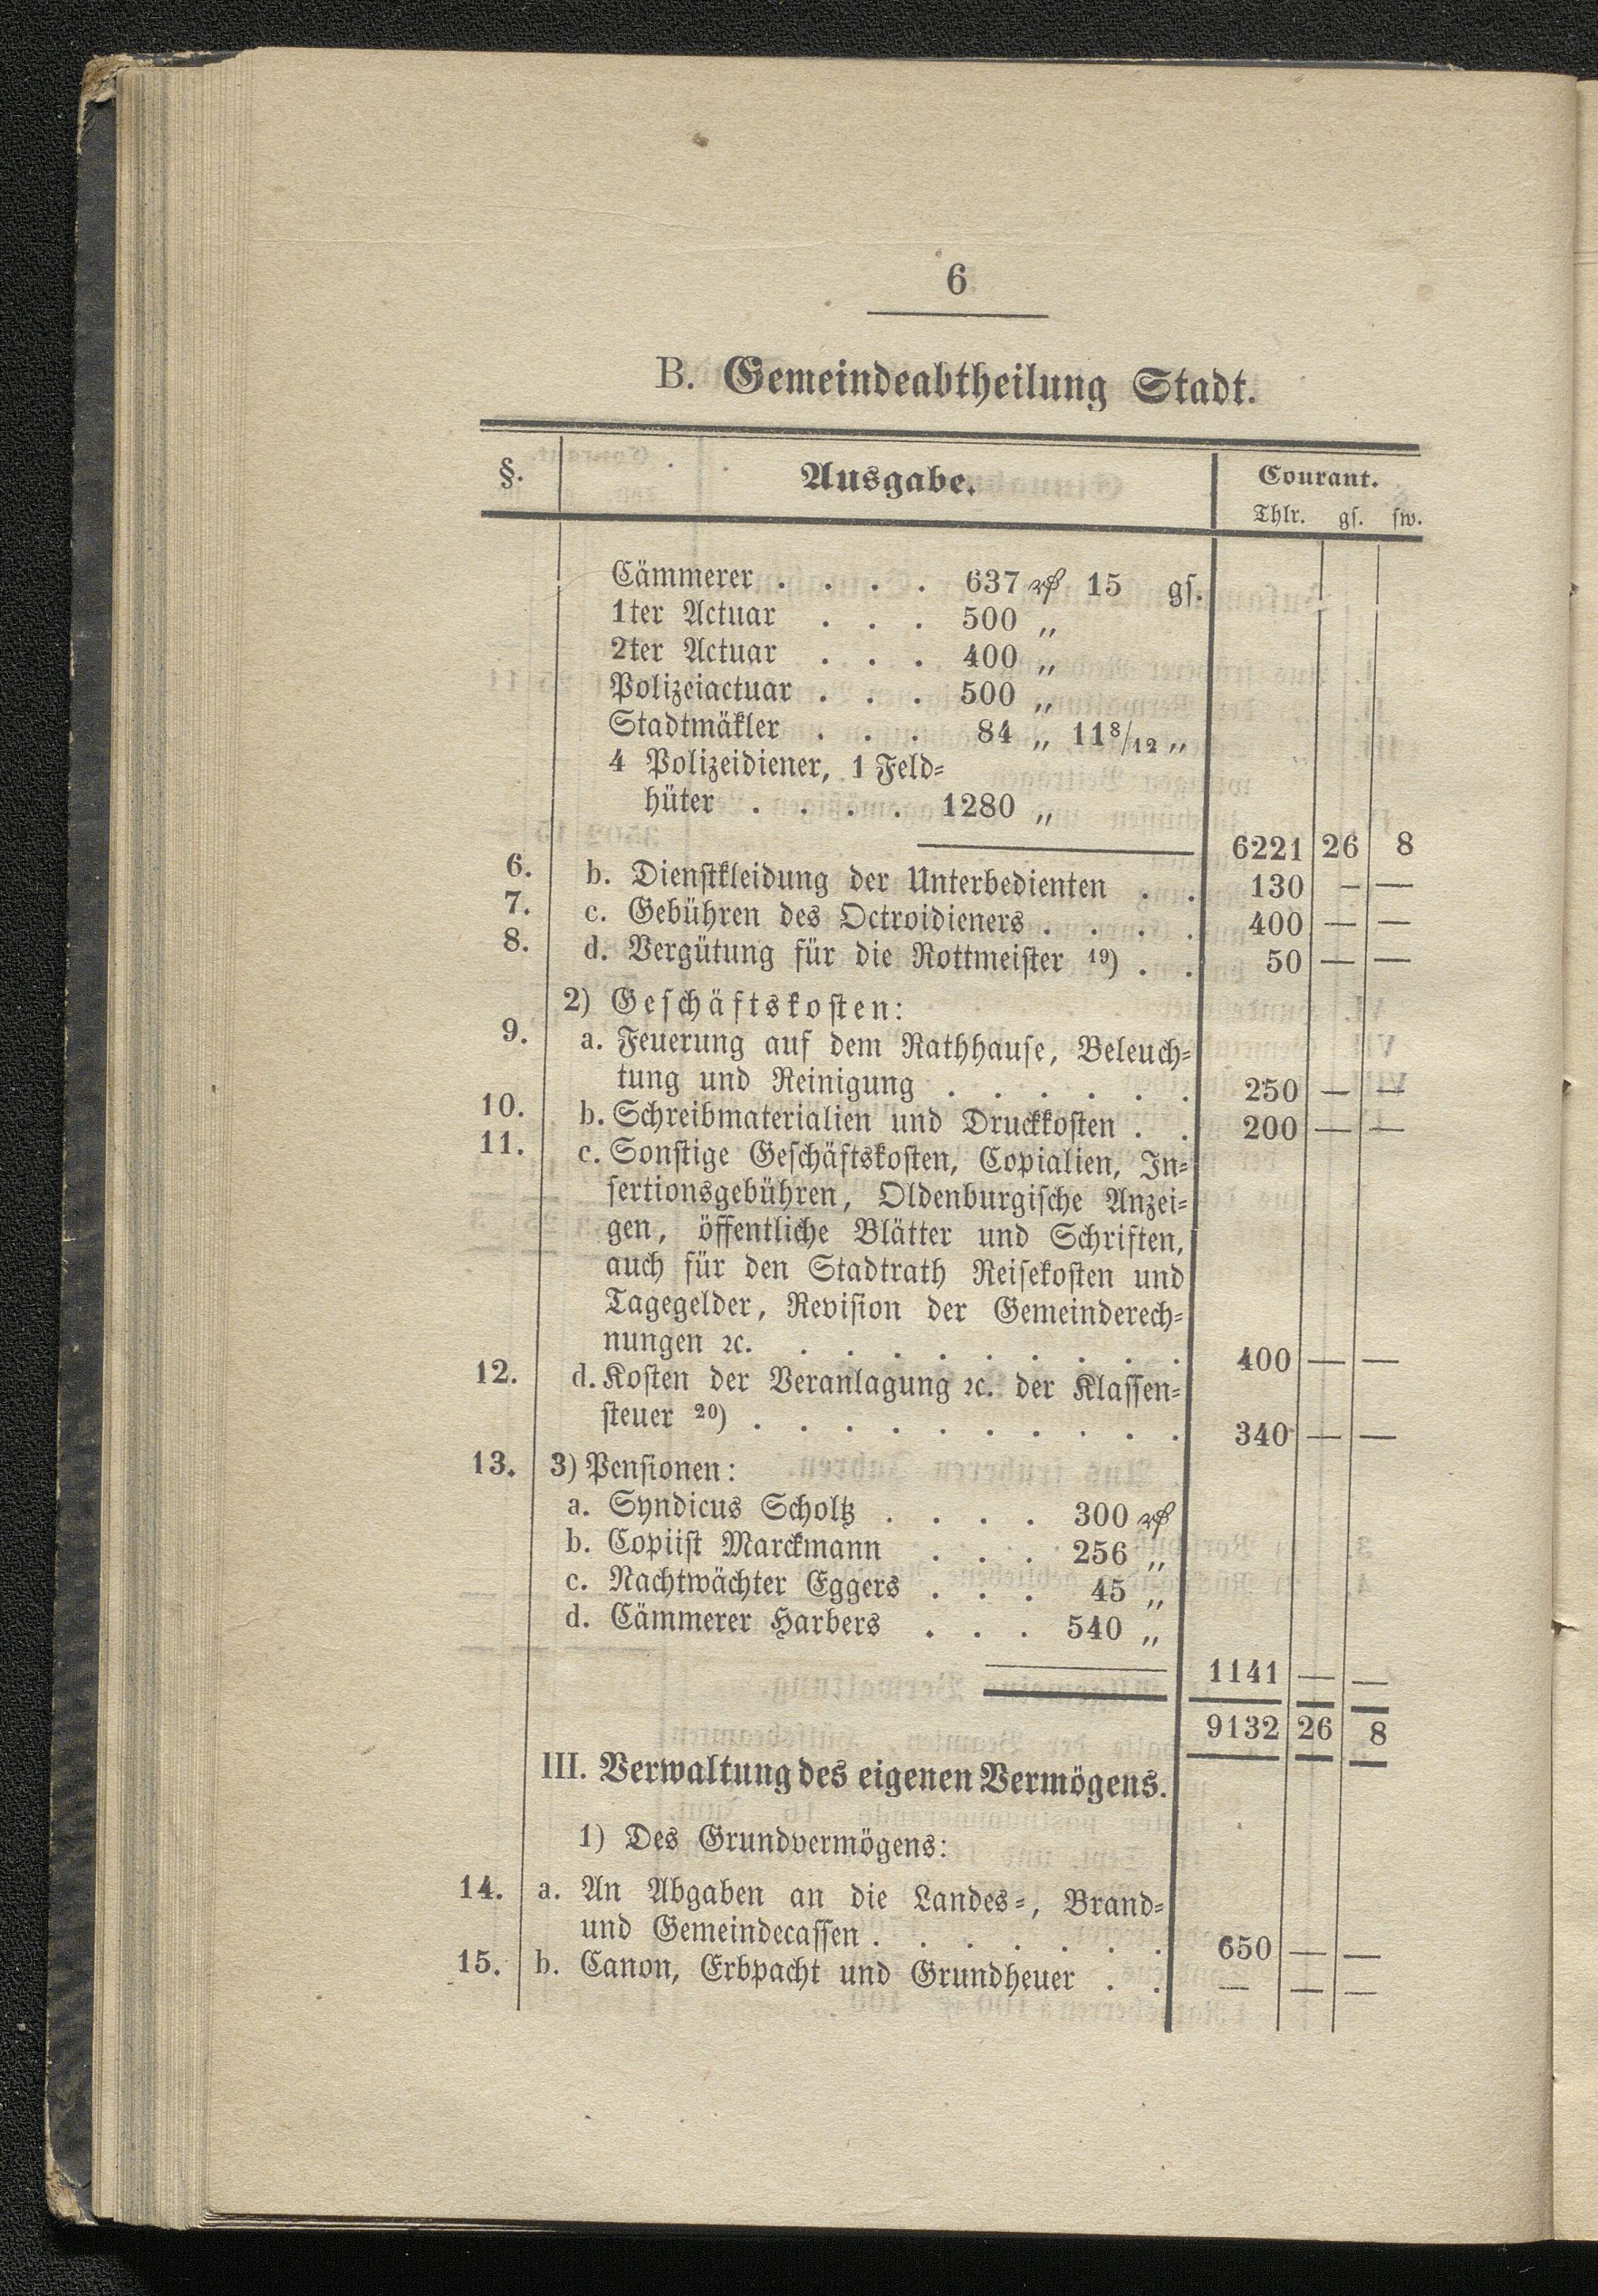 6
B. Gemeindeabtheilung Stadt.
§. Ausgabe. Courant.
Thlr. gſ. ſw.
Cämmerer . . . . 637 ₰ 15 gſ.
1ter Actuar . . . 500 „
2ter Actuar . . . 400 „
Polizeiactuar . . . 500 „
Stadtmäkler . . . 84 „ 11 8/12 „
4 Polizeidiener, 1 Feld=
hüter . . . . 1280 „
6221 26 8
6. b. Dienſtkleidung der Unterbedienten . . 130 — —
7. c. Gebühren des Octroidieners . . . . 400 — —
8. d. Vergütung für die Rottmeiſter 19) . . 50 — —
2) Geſchäftskoſten:
9. a. Feuerung auf dem Rathhauſe, Beleuch=
tung und Reinigung . . . . . . 250 — —
10. b. Schreibmaterialien und Druckkoſten . . 200 — —
11. c. Sonſtige Geſchäftskoſten, Copialien, In=
ſertionsgebühren, Oldenburgiſche Anzei=
gen, öffentliche Blätter und Schriften,
auch für den Stadtrath Reiſekoſten und
Tagegelder, Reviſion der Gemeinderech=
nungen ꝛc. . . . . . . . . . 400 — —
12. d. Koſten der Veranlagung ꝛc. der Klaſſen=
ſteuer 20) . . . . . . . . . . 340 — —
13. 3) Penſionen:
a. Syndicus Scholtz . . . . 300 ₰
b. Copiiſt Marckmann . . . 256 „
c. Nachtwächter Eggers . . . 45 „
d. Cämmerer Harbers . . . 540 „
1141 — —
9132 26 8
III. Verwaltung des eigenen Vermögens.
1) Des Grundvermögens:
14. a. An Abgaben an die Landes=, Brand=
und Gemeindecaſſen . . . . . . . 650 — —
15. b. Canon, Erbpacht und Grundheuer . . — — —